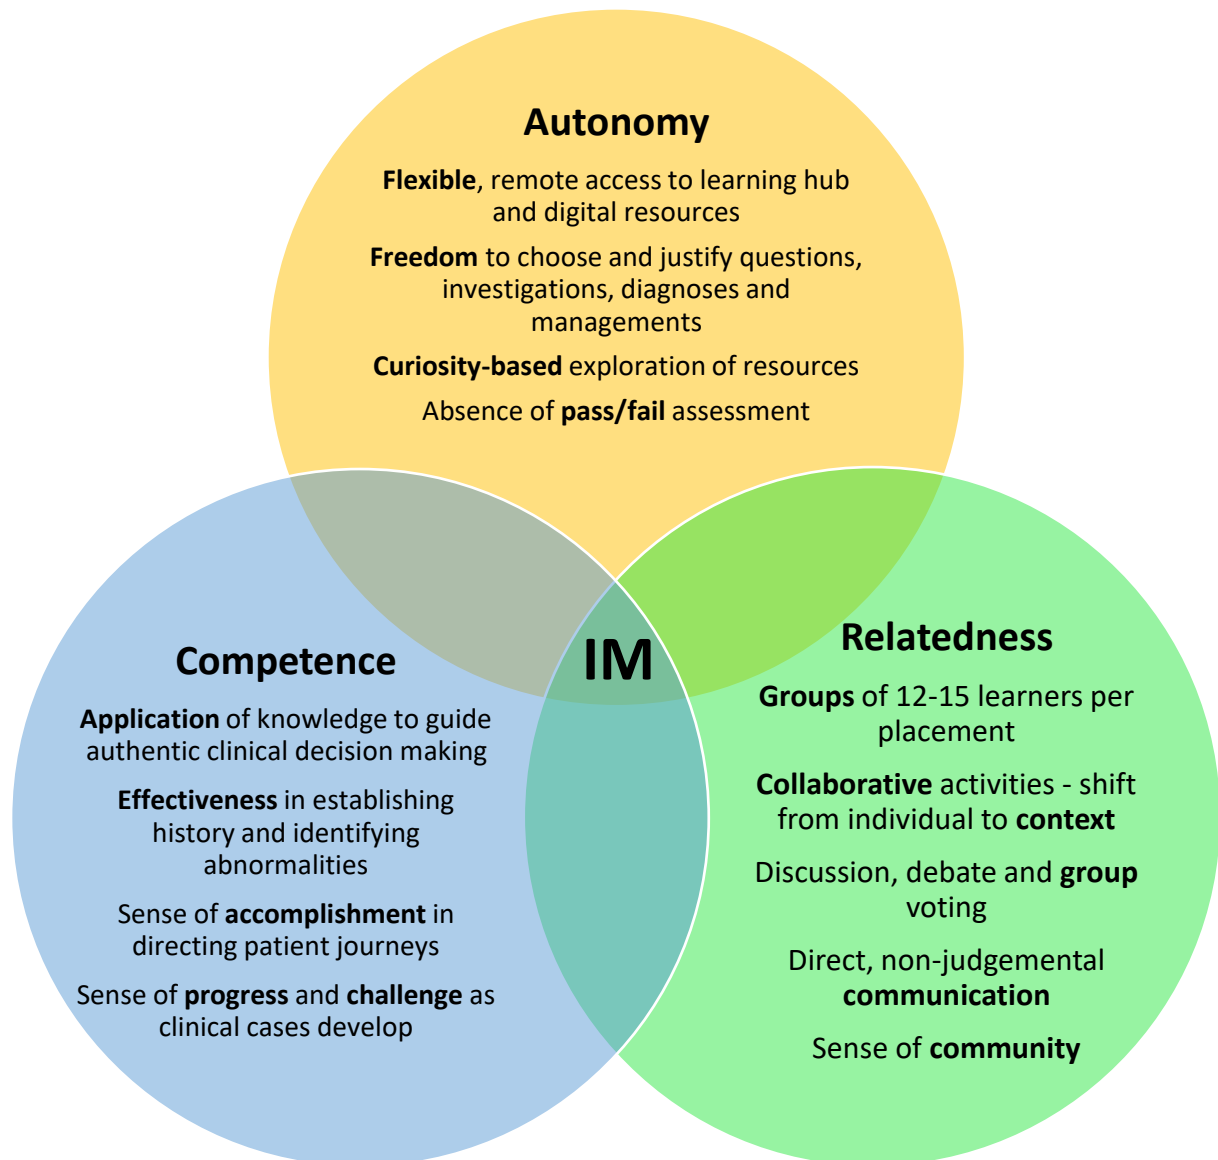 Autonomy
Flexible, remote access to learning hub
and digital resources
Freedom to choose and justify questions,
investigations, diagnoses and
managements
Curiosity-based exploration of resources
Absence of pass/fail assessment
IM
Competence
Application of knowledge to guide
authentic clinical decision making
Effectiveness in establishing
history and identifying
abnormalities
Sense of accomplishment in
directing patient journeys
Sense of progress and challenge as
clinical cases develop
Relatedness
Groups of 12-15 learners per
placement
Collaborative activities - shift
from individual to context
Discussion, debate and group
voting
Direct, non-judgemental
communication
Sense of community